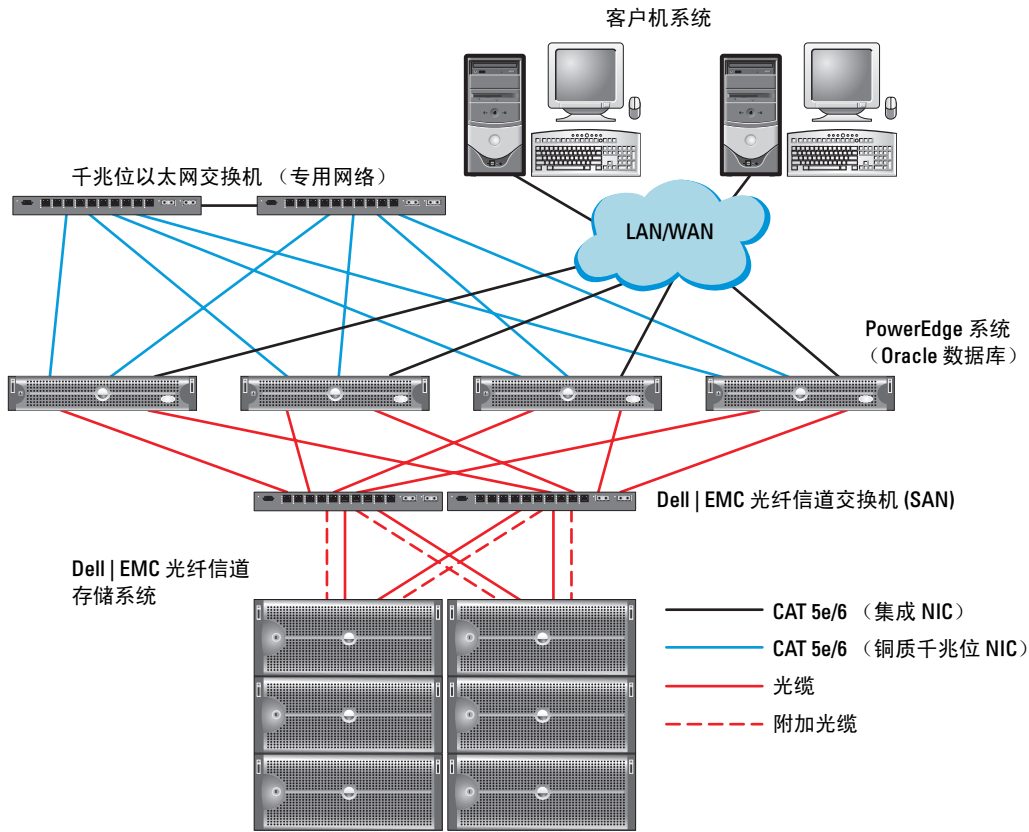 客户机系统
千兆位以太网交换机 （专用网络）
LAN/WAN
PowerEdge 系统
（Oracle 数据库）
Dell | EMC 光纤信道交换机 (SAN)
Dell | EMC 光纤信道
存储系统
CAT 5e/6 （集成 NIC）
CAT 5e/6 （铜质千兆位 NIC）
光缆
附加光缆